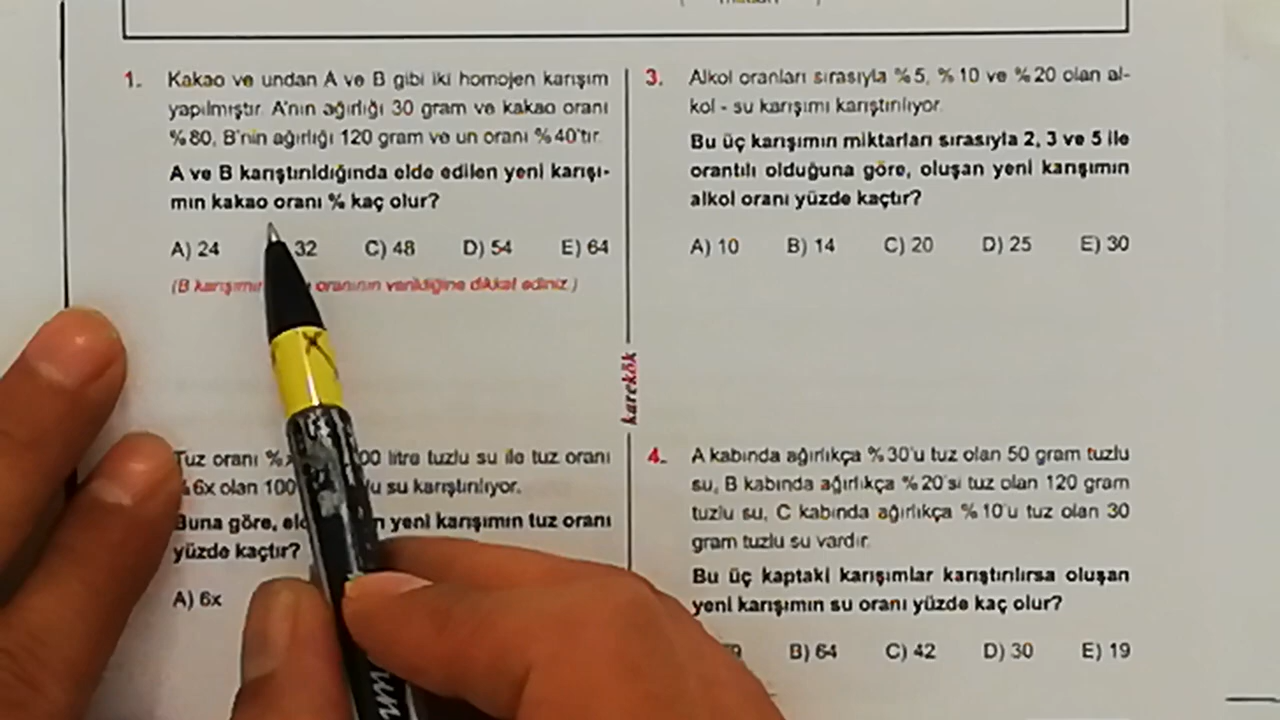 1. Kakao ve undan A ve B gibi iki homojen karışım
yapılmıştır. A'nın ağırlığı 30 gram ve kakao oranı
%80, B'nin ağırlığı 120 gram ve un oranı %40'tır.
A ve B karıştırıldığında elde edilen yeni karışı-
mın kakao oranı % kaç olur?
A) 24 32 C) 48 D) 54 E) 64
(B oranının verildiğine dikkat ediniz.)
Tuz oranı litre tuzlu su ile tuz oranı
6x olan su karıştırılıyor.
Buna göre, yeni karışımın tuz oranı
yüzde kaçtır?
A) 6x
karekök
3. Alkol oranları sırasıyla %5, %10 ve %20 olan al-
kol - su karışımı karıştırılıyor.
Bu üç karışımın miktarları sırasıyla 2, 3 ve 5 ile
orantılı olduğuna göre, oluşan yeni karışımın
alkol oranı yüzde kaçtır?
A) 10 B) 14 C) 20 D) 25 E) 30
4. A kabında ağırlıkça %30'u tuz olan 50 gram tuzlu
su, B kabında ağırlıkça %20'si tuz olan 120 gram
tuzlu su, C kabında ağırlıkça %10'u tuz olan 30
gram tuzlu su vardır.
Bu üç kaptaki karışımlar karıştırılırsa oluşan
yeni karışımın su oranı yüzde kaç olur?
B) 64 C) 42 D) 30 E) 19